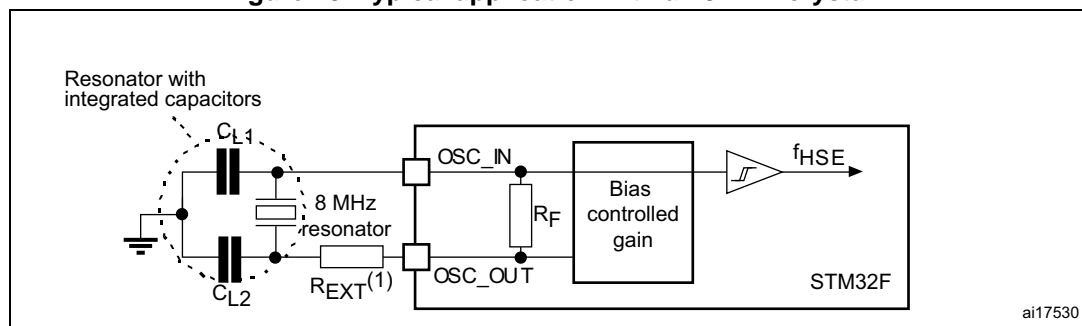 Resonator with
integrated capacitors
CL1
OSC_IN
fHSE
8 MHz
resonator
RF
Bias
controlled
gain
REXT(1)
OSC_OUT
STM32F
CL2
ai17530